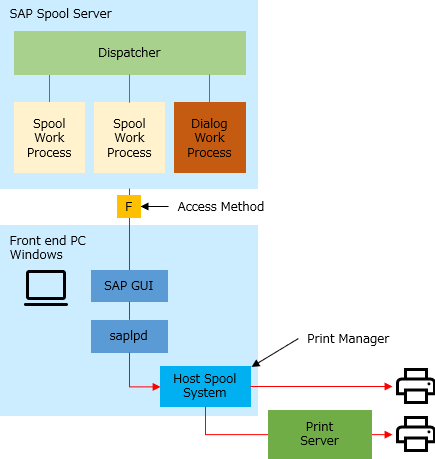 SAP Spool Server
Dispatcher
Spool
Work
Process
Spool
Work
Process
Dialog
Work
Process
F
Access Method
Front end PC
Windows
SAP GUI
saplpd
Print Manager
Host Spool
System
Print
Server